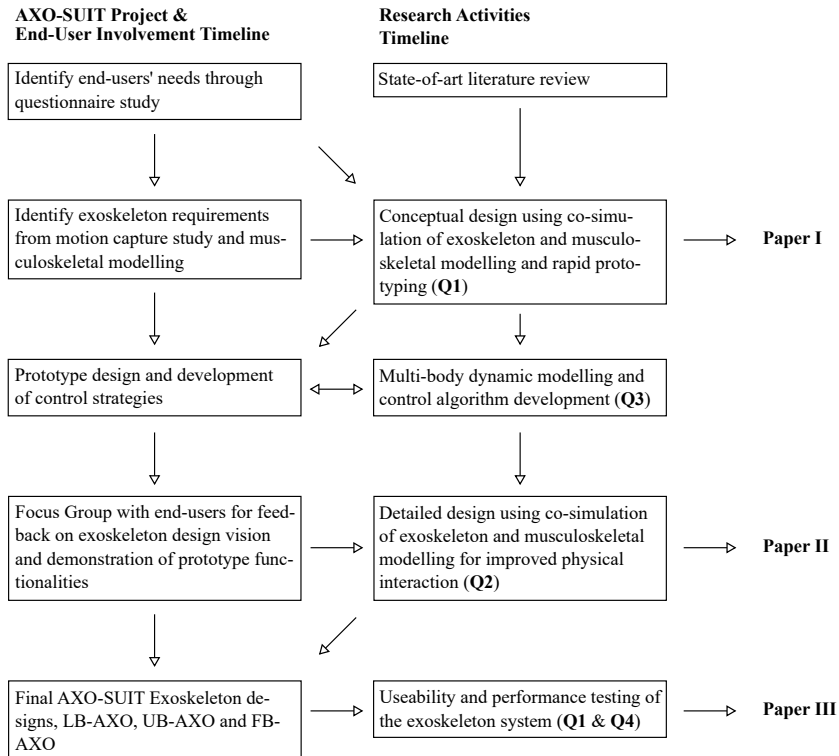 AXO-SUIT Project &
End-User Involvement Timeline
Research Activities
Timeline
Identify end-users' needs through
questionnaire study
State-of-art literature review
Identify exoskeleton requirements
from motion capture study and mus-
culoskeletal modelling
Conceptual design using co-simu-
lation of exoskeleton and musculo-
skeletal modelling and rapid proto-
typing (Q1)
Paper I
Prototype design and development
of control strategies
Multi-body dynamic modelling and
control algorithm development (Q3)
Focus Group with end-users for feed-
back on exoskeleton design vision
and demonstration of prototype func-
tionalities
Detailed design using co-simulation
of exoskeleton and musculoskeletal
modelling for improved physical
interaction (Q2)
Paper II
Final AXO-SUIT Exoskeleton de-
signs, LB-AXO, UB-AXO and FB-
AXO
Useability and performance testing of
the exoskeleton system (Q1 & Q4)
Paper III